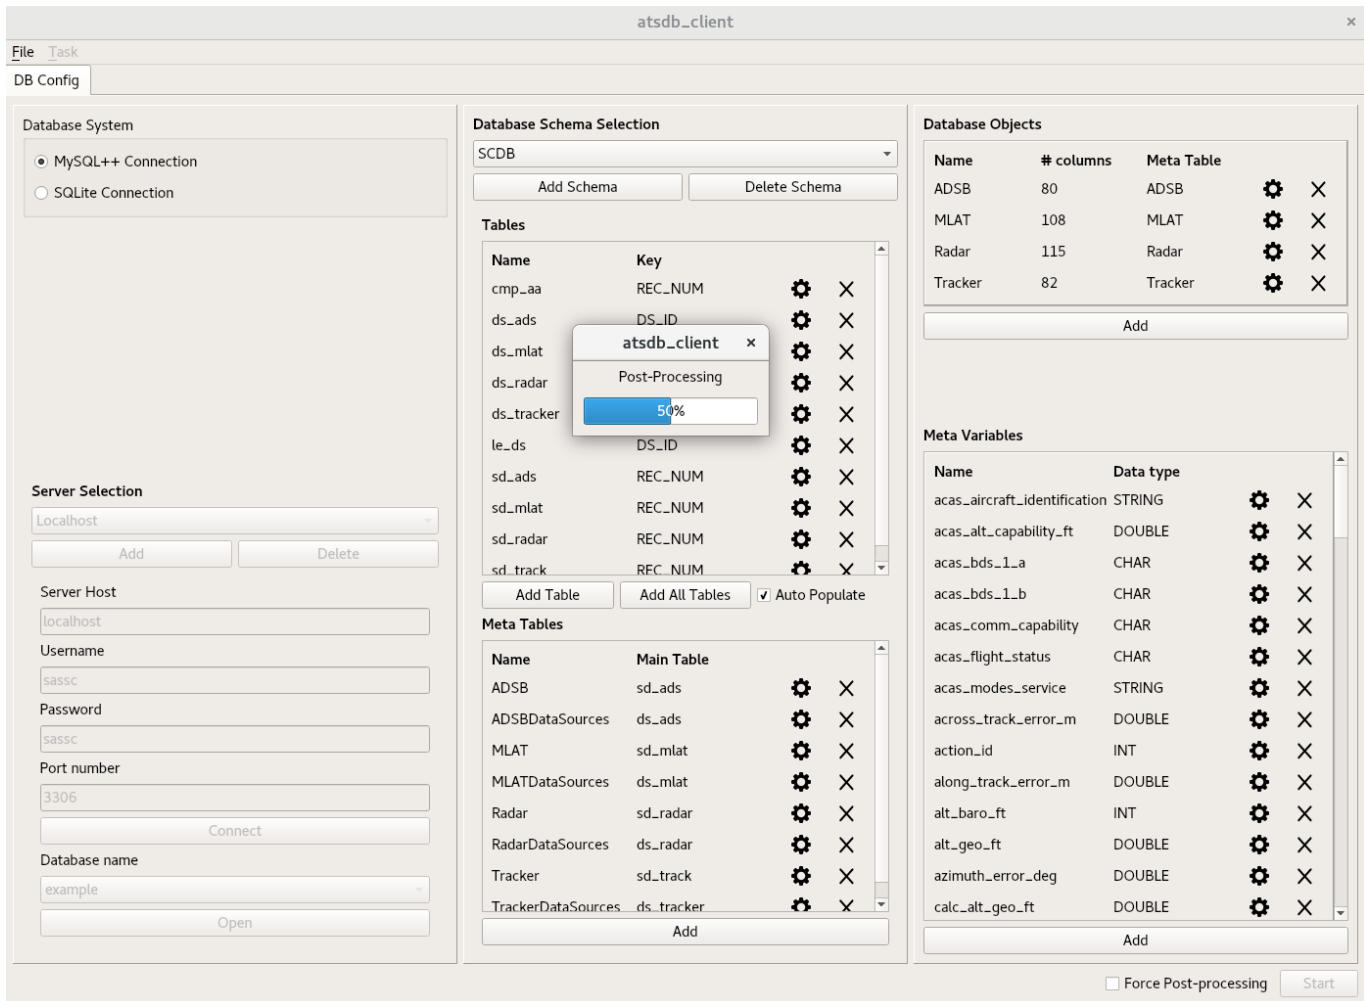 atsdb_client
File Task
DB Config
Database System
MySQL++ Connection
SQLite Connection
Server Selection
Localhost
Add Delete
Server Host
localhost
Username
sassc
Password
sassc
Port number
3306
Connect
Database name
example
Open
Database Schema Selection
SCDB
Add Schema Delete Schema
Tables
Name Key
cmp_aa REC_NUM
ds_ads DS_ID
ds_mlat
ds_radar
ds_tracker
le_ds DS_ID
sd_ads REC_NUM
sd_mlat REC_NUM
sd_radar REC_NUM
sd_track REC_NUM
Add Table Add All Tables Auto Populate
Meta Tables
Name Main Table
ADSB sd_ads
ADSBDataSources ds_ads
MLAT sd_mlat
MLATDataSources ds_mlat
Radar sd_radar
RadarDataSources ds_radar
Tracker sd_track
TrackerDataSources ds_tracker
Add
atsdb_client
Post-Processing
50%
Database Objects
Name # columns Meta Table
ADSB 80 ADSB
MLAT 108 MLAT
Radar 115 Radar
Tracker 82 Tracker
Add
Meta Variables
Name Data type
acas_aircraft_identification STRING
acas_alt_capability_ft DOUBLE
acas_bds_1_a CHAR
acas_bds_1_b CHAR
acas_comm_capability CHAR
acas_flight_status CHAR
acas_modes_service STRING
across_track_error_m DOUBLE
action_id INT
along_track_error_m DOUBLE
alt_baro_ft INT
alt_geo_ft DOUBLE
azimuth_error_deg DOUBLE
calc_alt_geo_ft DOUBLE
Add
Force Post-processing Start